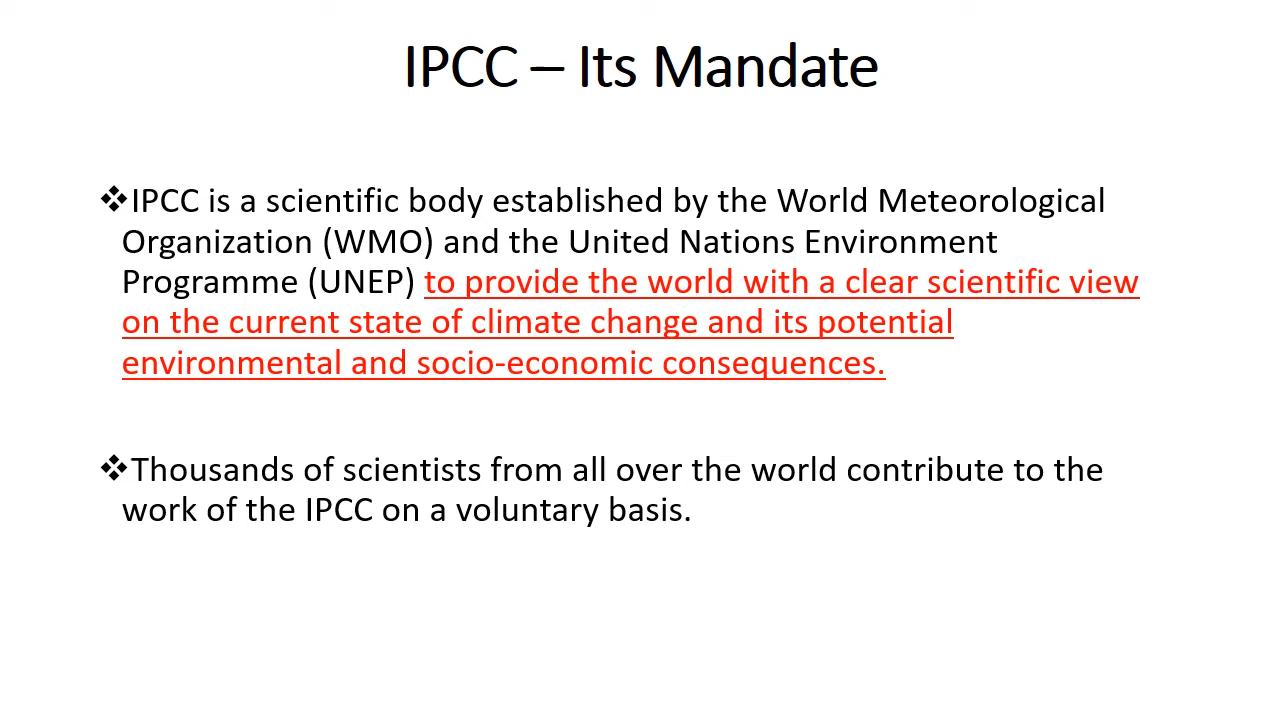 IPCC – Its Mandate
❖IPCC is a scientific body established by the World Meteorological
Organization (WMO) and the United Nations Environment
Programme (UNEP) to provide the world with a clear scientific view
on the current state of climate change and its potential
environmental and socio-economic consequences.
❖Thousands of scientists from all over the world contribute to the
work of the IPCC on a voluntary basis.